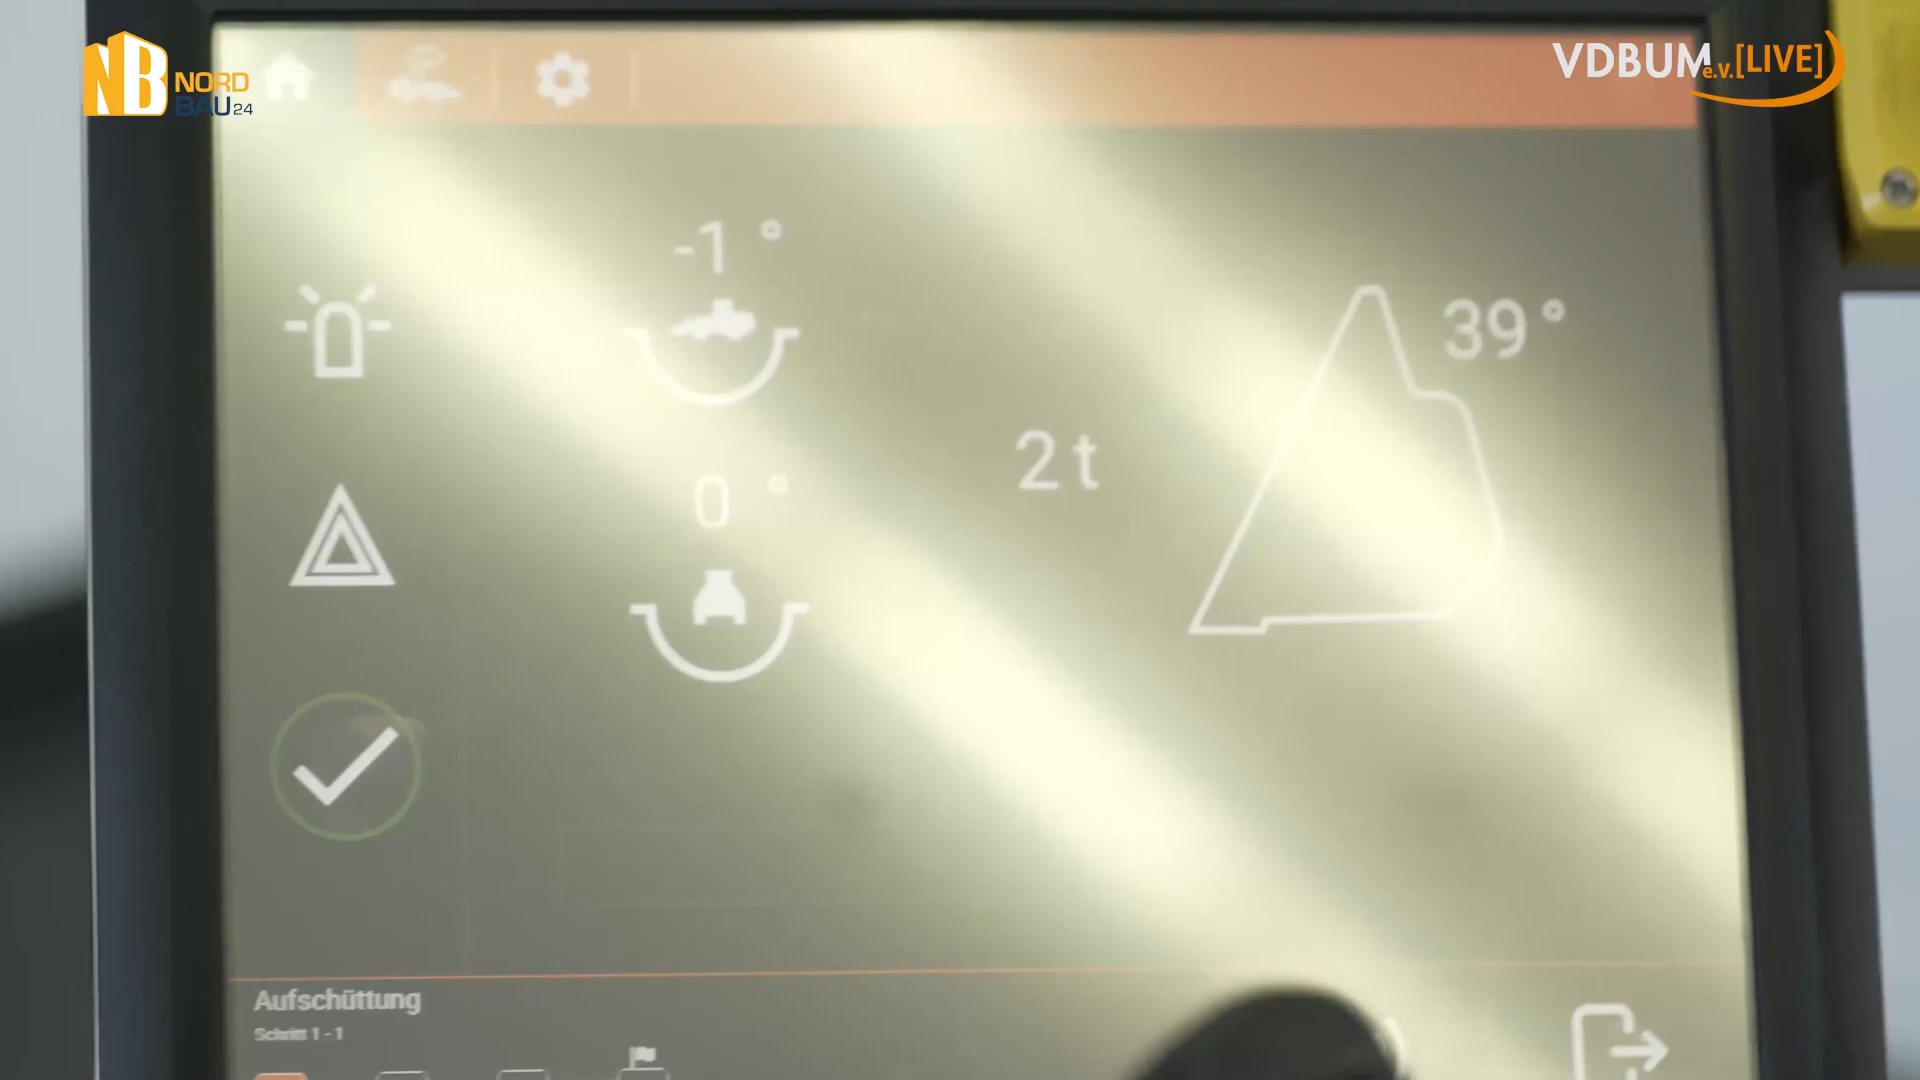 NB NORD
BAU24
VDBUM e.V. [LIVE]
-1 °
39 °
2 t
0 °
Aufschüttung
Schritt 1 - 1